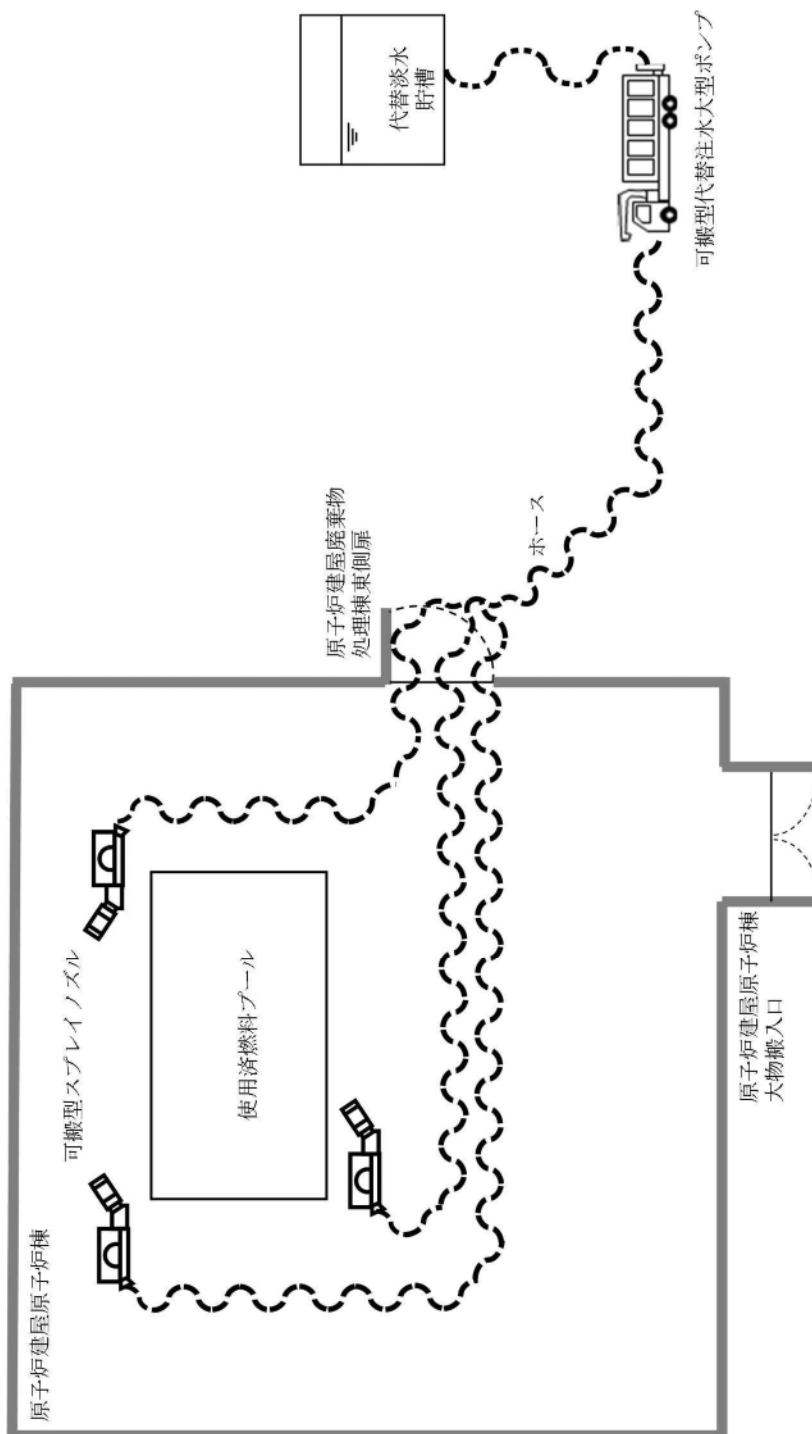 原子炉建屋原子炉棟
可搬型スプレイノズル
使用済燃料プール
原子炉建屋原子炉棟
大物搬入口
原子炉建屋廃棄物
処理棟東側扉
ホース
代替淡水
貯槽
可搬型代替注水大型ポンプ